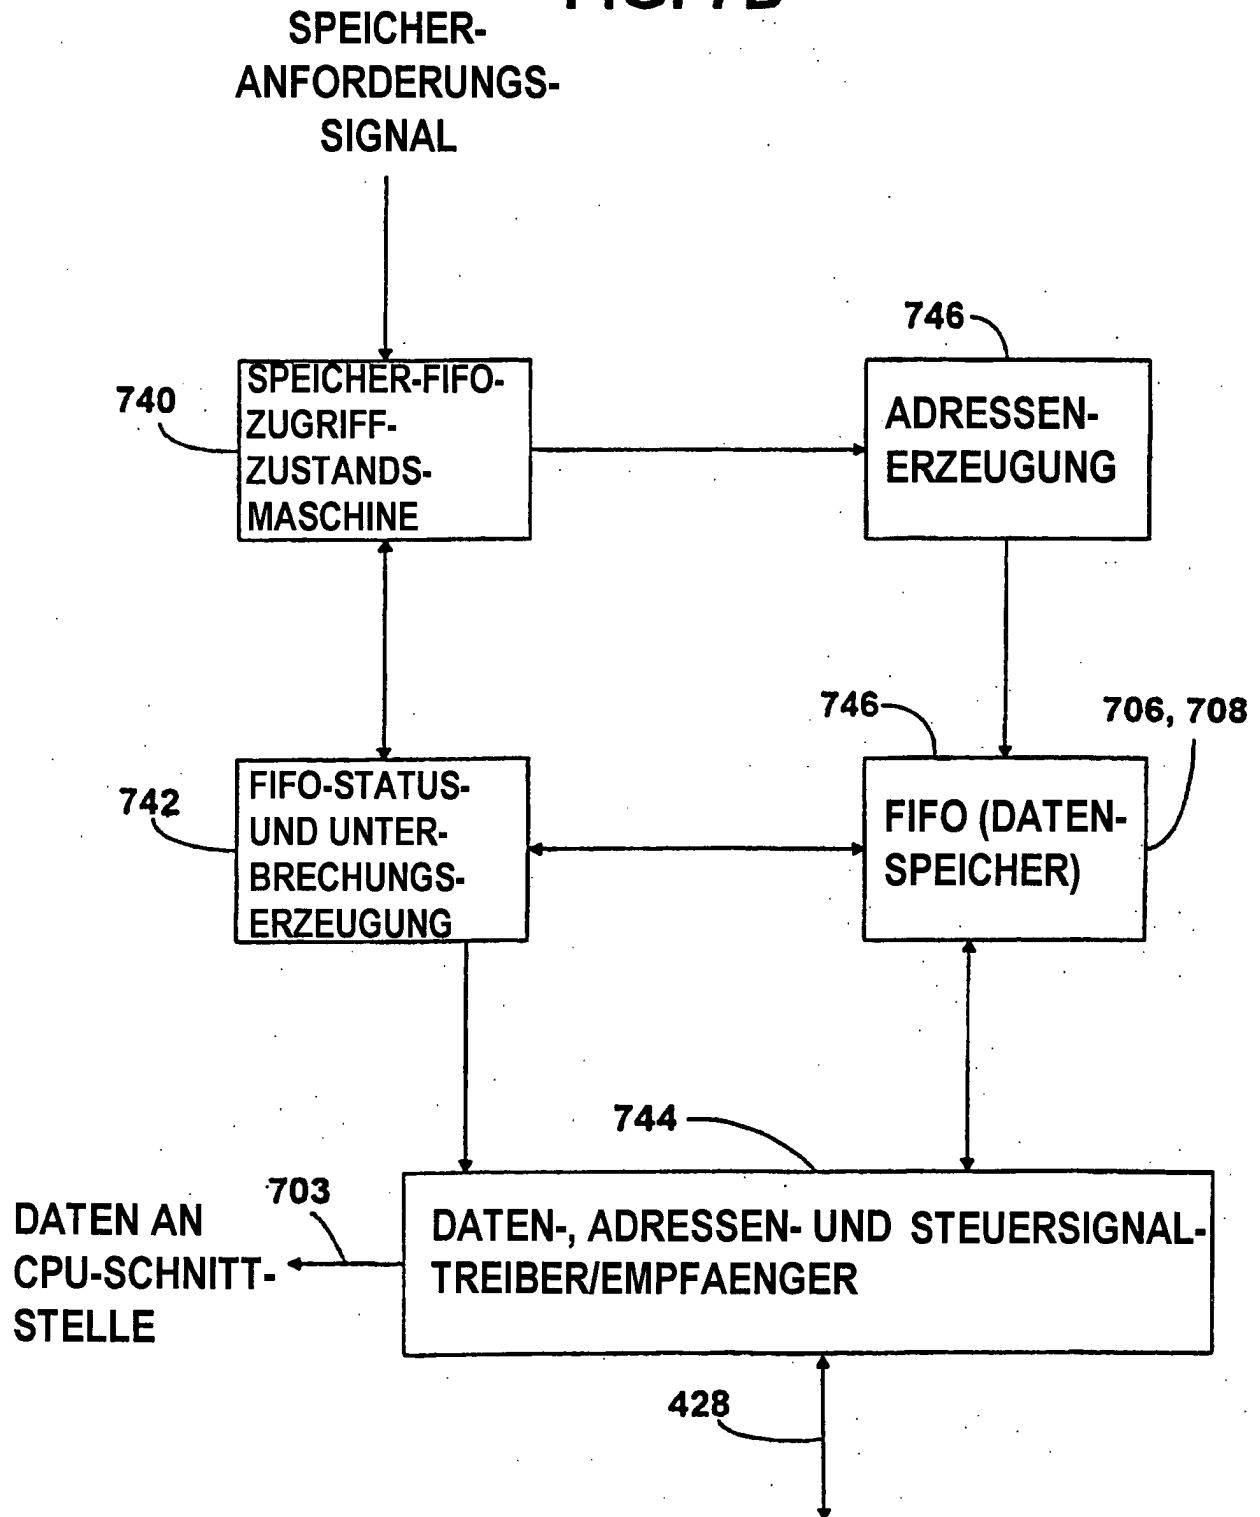 FIG. 7B
SPEICHER-
ANFORDERUNGS-
SIGNAL
746
740
SPEICHER-FIFO-
ZUGRIFF-
ZUSTANDS-
MASCHINE
ADRESSEN-
ERZEUGUNG
746
706, 708
742
FIFO-STATUS-
UND UNTER-
BRECHUNGS-
ERZEUGUNG
FIFO (DATEN-
SPEICHER)
744
703
DATEN AN
CPU-SCHNITT-
STELLE
DATEN-, ADRESSEN- UND STEUERSIGNAL-
TREIBER/EMPFAENGER
428